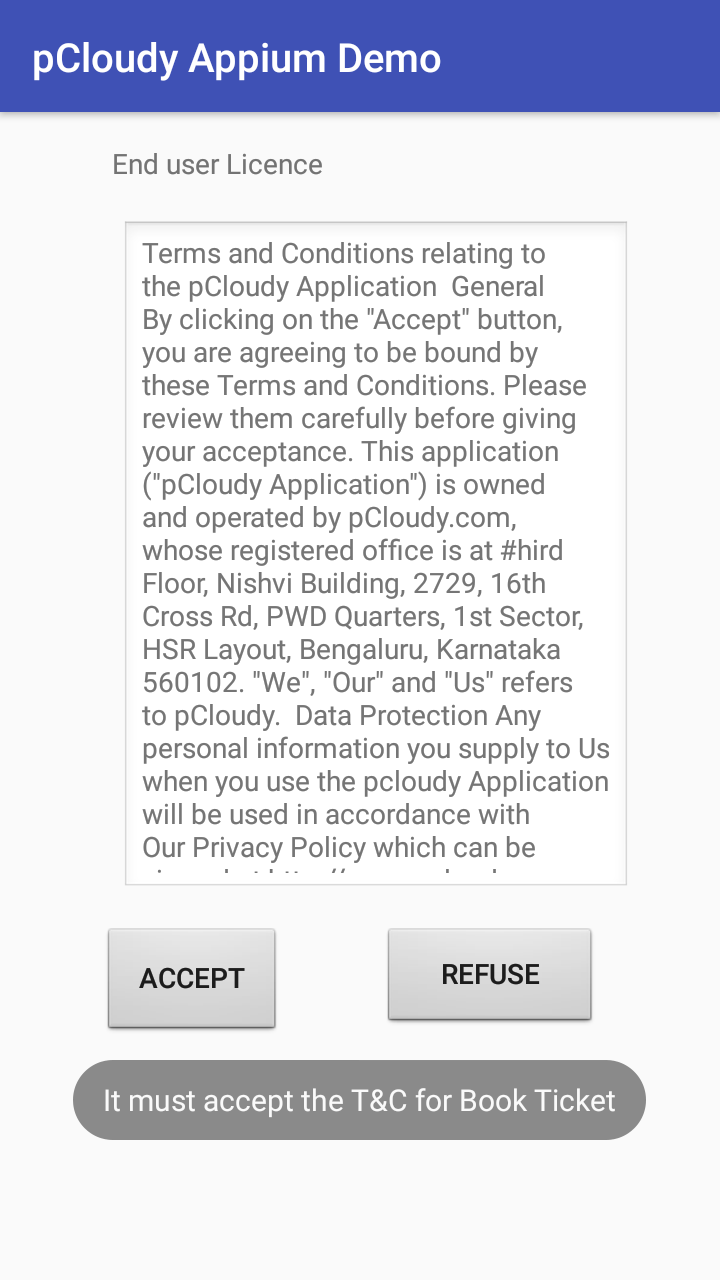 pCloudy Appium Demo
End user Licence
Terms and Conditions relating to
the pCloudy Application  General
By clicking on the "Accept" button,
you are agreeing to be bound by
these Terms and Conditions. Please
review them carefully before giving
your acceptance. This application
("pCloudy Application") is owned
and operated by pCloudy.com,
whose registered office is at #hird
Floor, Nishvi Building, 2729, 16th
Cross Rd, PWD Quarters, 1st Sector,
HSR Layout, Bengaluru, Karnataka
560102. "We", "Our" and "Us" refers
to pCloudy.  Data Protection Any
personal information you supply to Us
when you use the pcloudy Application
will be used in accordance with
Our Privacy Policy which can be
ACCEPT
REFUSE
It must accept the T&C for Book Ticket